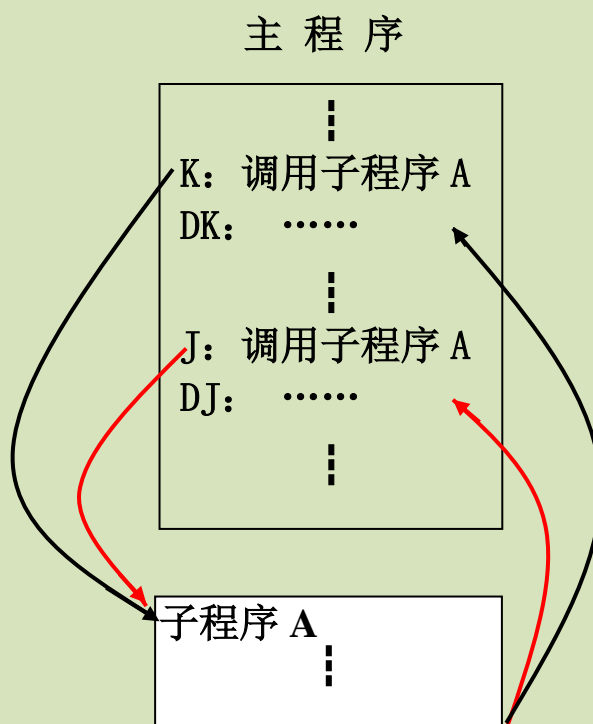 主 程 序
K: 调用子程序 A
DK: ……
J: 调用子程序 A
DJ: ……
子程序 A